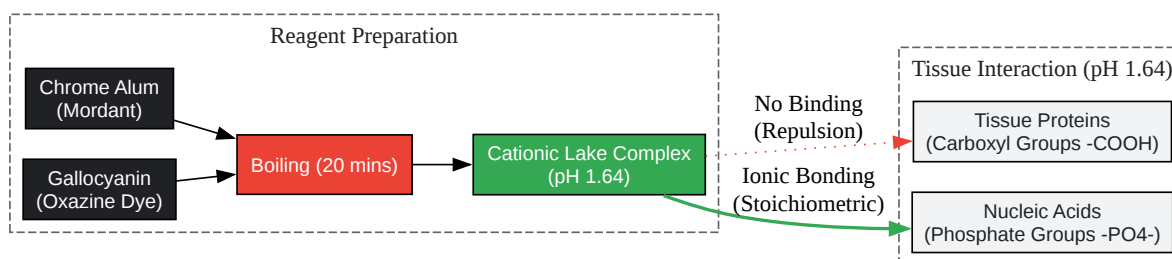 Reagent Preparation
Chrome Alum
(Mordant)
Gallocyanin
(Oxazine Dye)
Boiling (20 mins)
Cationic Lake Complex
(pH 1.64)
No Binding
(Repulsion)
Ionic Bonding
(Stoichiometric)
Tissue Interaction (pH 1.64)
Tissue Proteins
(Carboxyl Groups -COOH)
Nucleic Acids
(Phosphate Groups -PO4-)